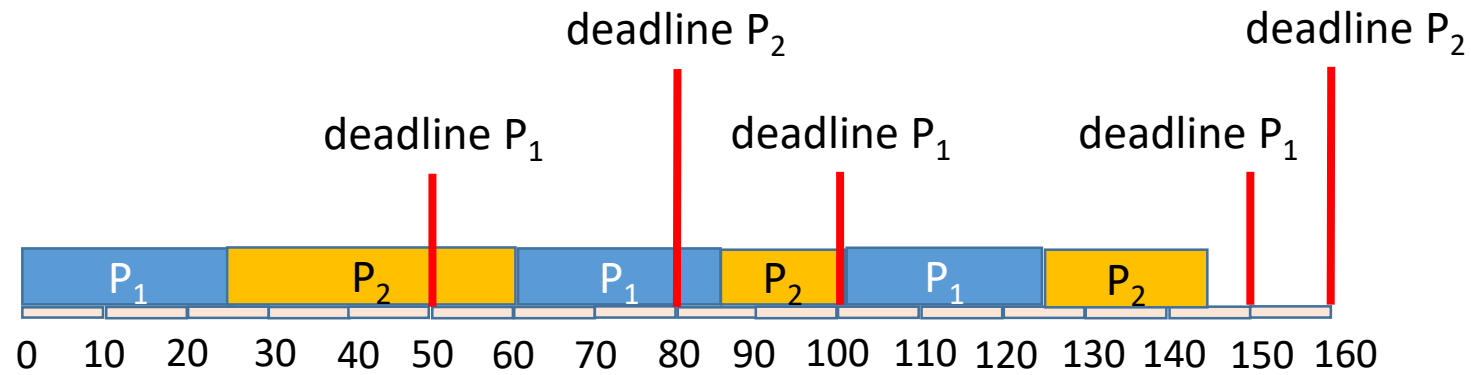 deadline P₂ deadline P₂
deadline P₁ deadline P₁ deadline P₁
P₁ P₂ P₁ P₂ P₁ P₂
0 10 20 30 40 50 60 70 80 90 100 110 120 130 140 150 160